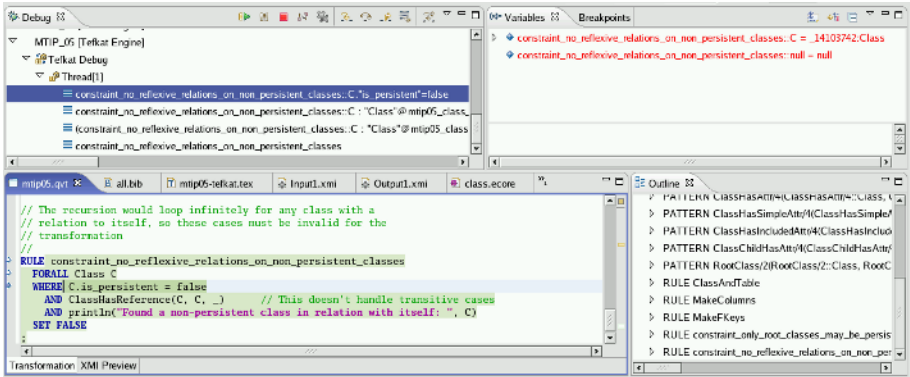 Debug
Variables Breakpoints
MTIP_05 [Tefkat Engine]
Tefkat Debug
Thread[1]
constraint_no_reflexive_relations_on_non_persistent_classes::C."is_persistent"=false
constraint_no_reflexive_relations_on_non_persistent_classes::C : "Class"@mtip05_class_
(constraint_no_reflexive_relations_on_non_persistent_classes::C : "Class"@mtip05_class
constraint_no_reflexive_relations_on_non_persistent_classes
constraint_no_reflexive_relations_on_non_persistent_classes::C = _14103742:Class
constraint_no_reflexive_relations_on_non_persistent_classes::null = null
mtip05.qvt all.bib mtip05-tefkat.tex Input1.xmi Output1.xmi class.ecore
// The recursion would loop infinitely for any class with a
// relation to itself, so these cases must be invalid for the
// transformation
//
RULE constraint_no_reflexive_relations_on_non_persistent_classes
FORALL Class C
WHERE C.is_persistent = false
AND ClassHasReference(C, C, _) // This doesn't handle transitive cases
AND println("Found a non-persistent class in relation with itself: ", C)
SET FALSE
;
Transformation XMI Preview
Outline
PATTERN ClassHasAttr/4(ClassHasAttr/4::Class, C
PATTERN ClassHasSimpleAttr/4(ClassHasSimpleA
PATTERN ClassHasIncludedAttr/4(ClassHasInclude
PATTERN ClassChildHasAttr/4(ClassChildHasAttr/
PATTERN RootClass/2(RootClass/2::Class, RootC
RULE ClassAndTable
RULE MakeColumns
RULE MakeFKeys
RULE constraint_only_root_classes_may_be_persis
RULE constraint_no_reflexive_relations_on_non_per